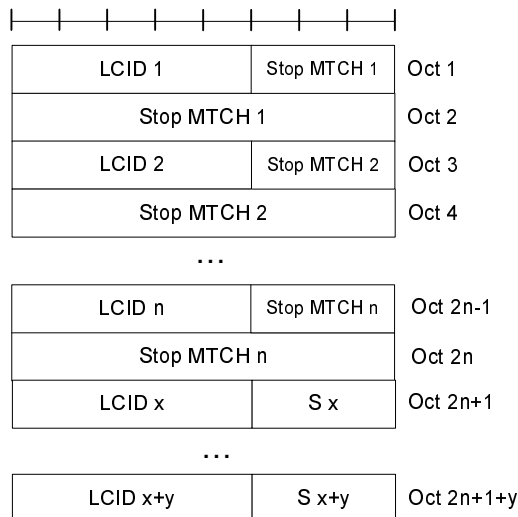 LCID 1 Stop MTCH 1 Oct 1
Stop MTCH 1 Oct 2
LCID 2 Stop MTCH 2 Oct 3
Stop MTCH 2 Oct 4
...
LCID n Stop MTCH n Oct 2n-1
Stop MTCH n Oct 2n
LCID x S x Oct 2n+1
...
LCID x+y S x+y Oct 2n+1+y